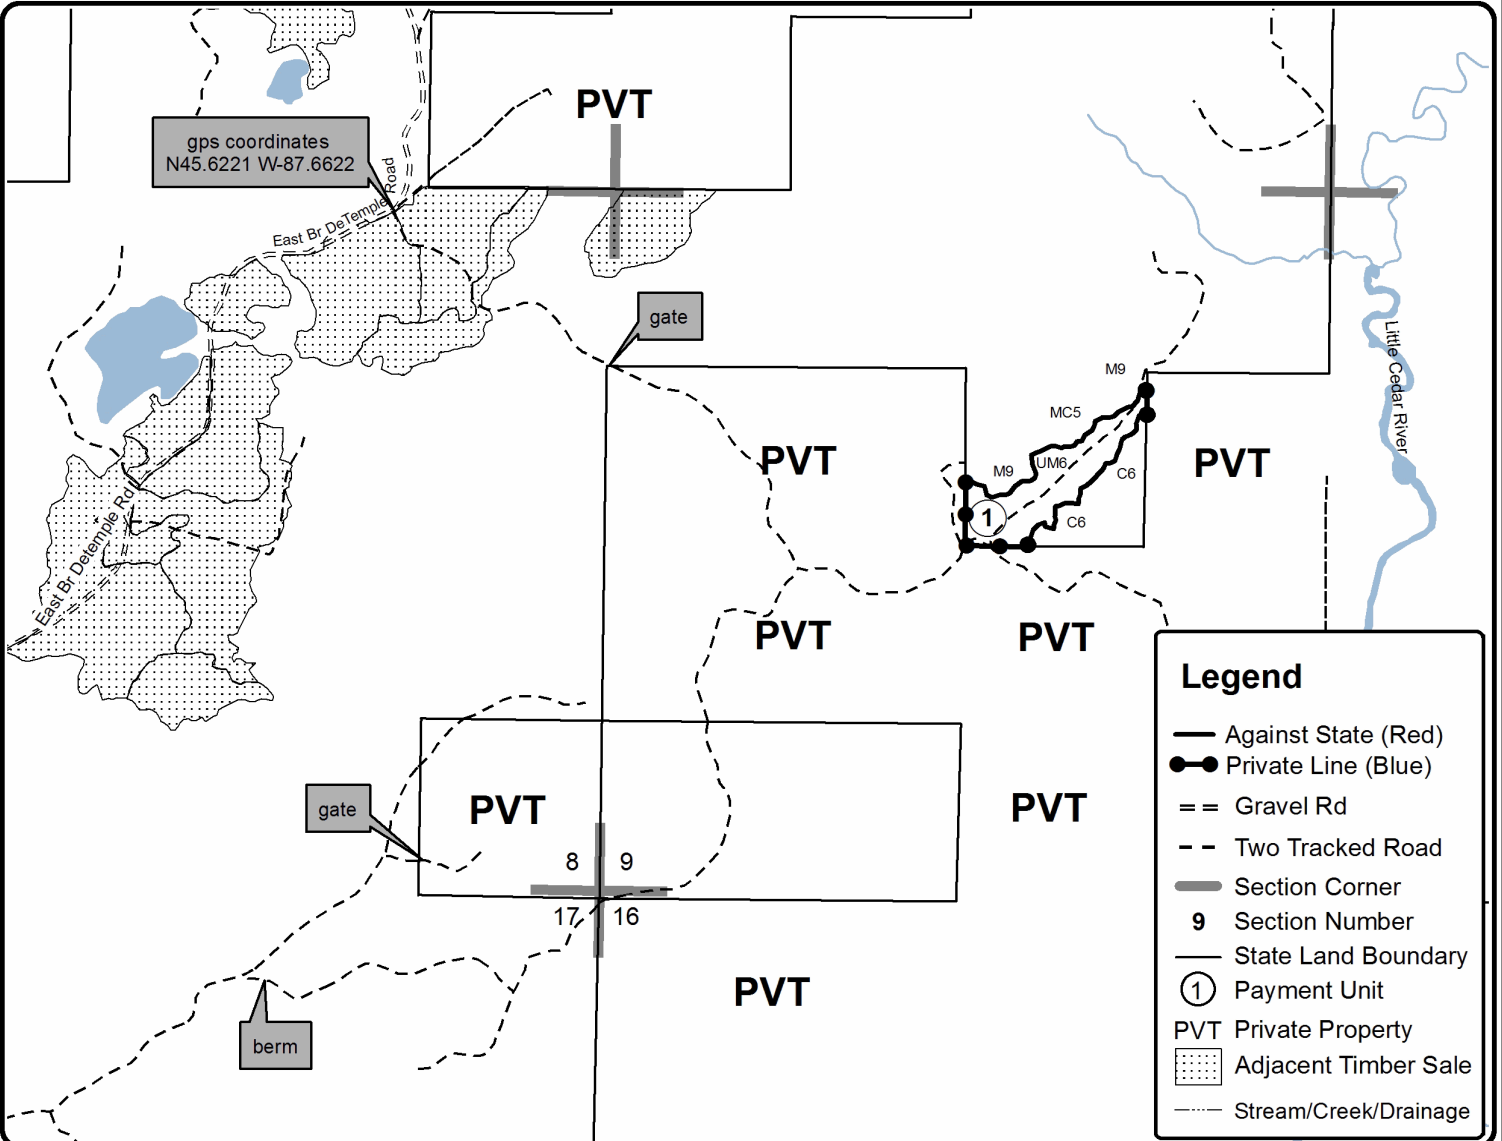 PVT
gps coordinates
N45.6221 W-87.6622
East Br DeTemple Road
gate
Little Cedar River
M9
MC5
PVT
PVT
M9
UM6
C6
1
C6
East Br Detemple Rd
PVT
PVT
gate
PVT
PVT
8 9
17 16
PVT
berm
Legend
Against State (Red)
Private Line (Blue)
Gravel Rd
Two Tracked Road
Section Corner
9 Section Number
State Land Boundary
1 Payment Unit
PVT Private Property
Adjacent Timber Sale
Stream/Creek/Drainage